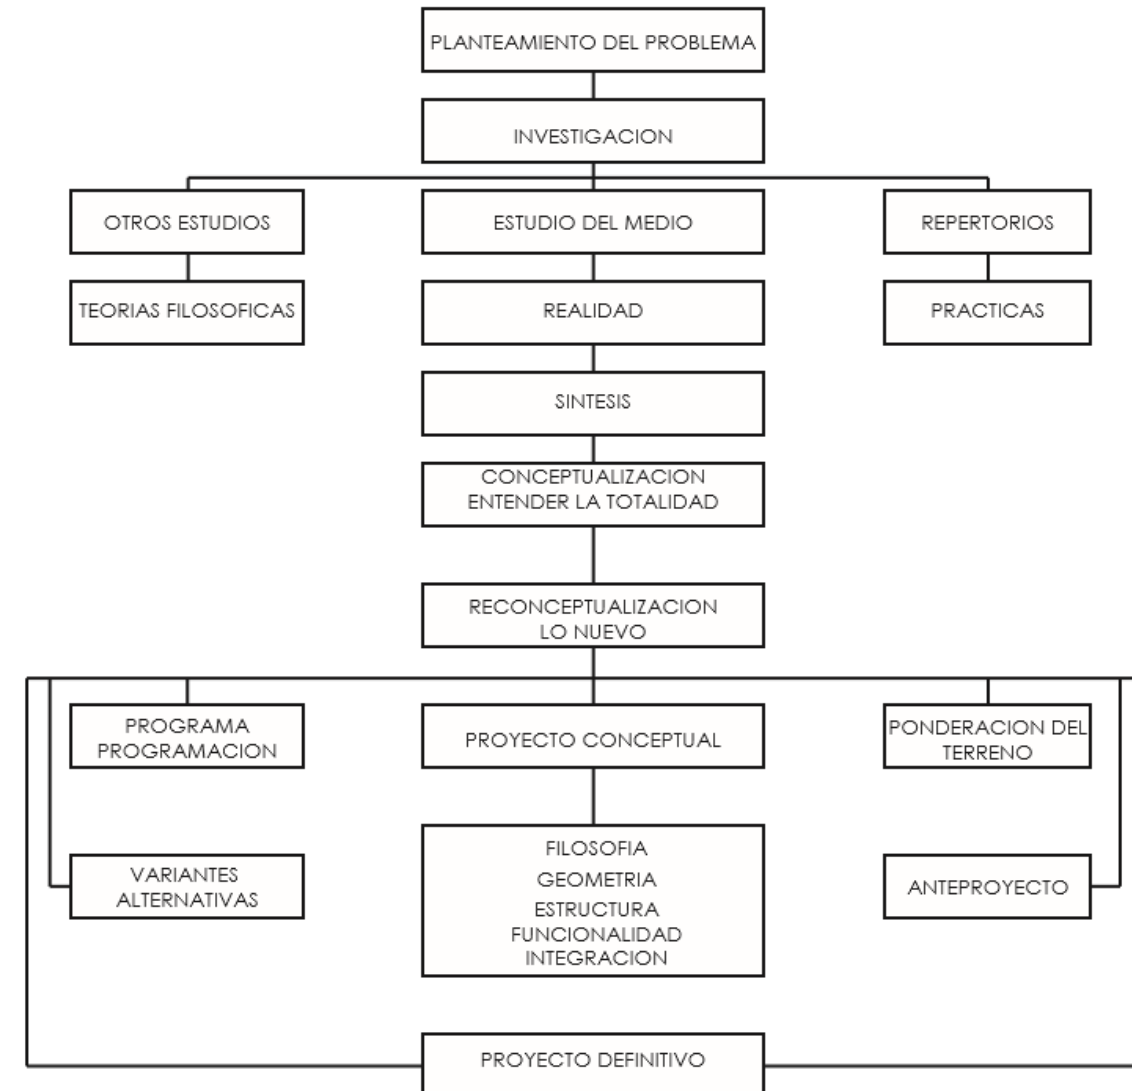 PLANTEAMIENTO DEL PROBLEMA
INVESTIGACION
OTROS ESTUDIOS
ESTUDIO DEL MEDIO
REPERTORIOS
TEORIAS FILOSOFICAS
REALIDAD
PRACTICAS
SINTESIS
CONCEPTUALIZACION
ENTENDER LA TOTALIDAD
RECONCEPTUALIZACION
LO NUEVO
PROGRAMA
PROGRAMACION
PROYECTO CONCEPTUAL
PONDERACION DEL
TERRENO
VARIANTES
ALTERNATIVAS
FILOSOFIA
GEOMETRIA
ESTRUCTURA
FUNCIONALIDAD
INTEGRACION
ANTEPROYECTO
PROYECTO DEFINITIVO